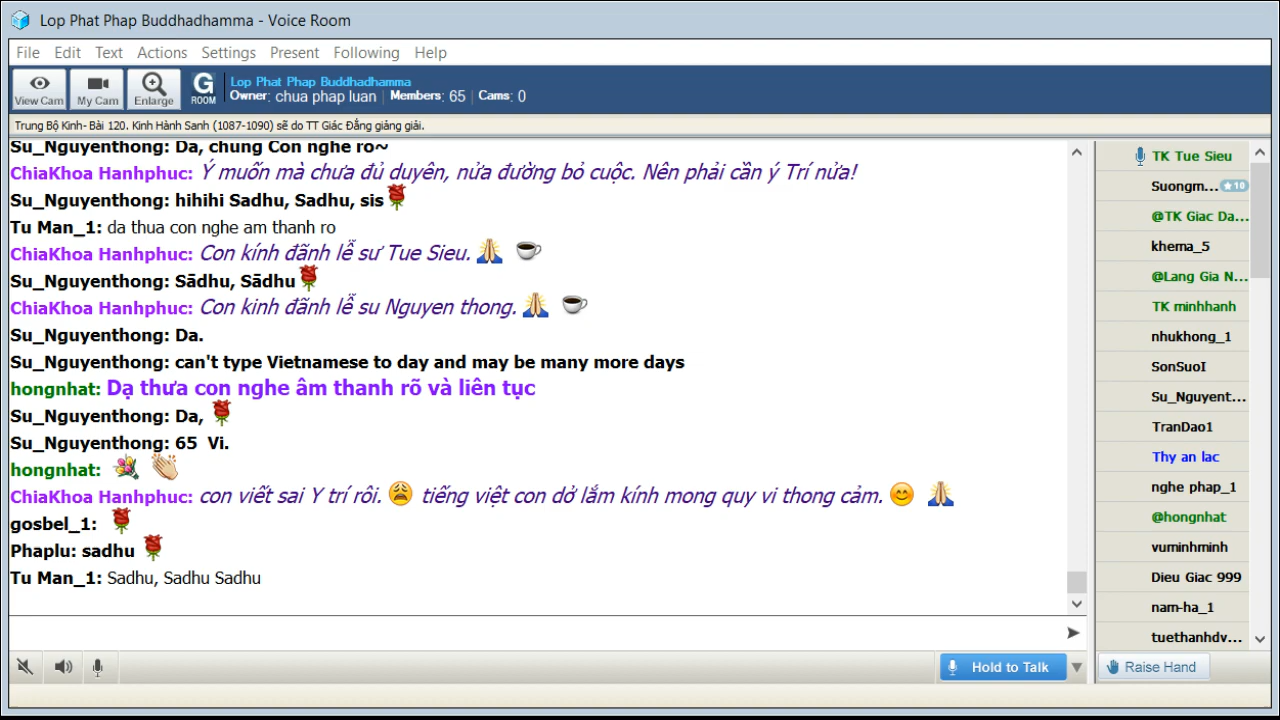 Lop Phat Phap Buddhadhamma - Voice Room
File Edit Text Actions Settings Present Following Help
View Cam My Cam Enlarge G ROOM
Lop Phat Phap Buddhadhamma
Owner: chua phap luan | Members: 65 | Cams: 0
Trung Bộ Kinh- Bài 120. Kinh Hành Sanh (1087-1090) sẽ do TT Giác Đẳng giảng giải.
Su_Nguyenthong: Da, chung Con nghe ro~
ChiaKhoa Hanhphuc: Ý muốn mà chưa đủ duyên, nửa đường bỏ cuộc. Nên phải cần ý Trí nửa!
Su_Nguyenthong: hihihi Sadhu, Sadhu, sis
Tu Man_1: da thua con nghe am thanh ro
ChiaKhoa Hanhphuc: Con kính đãnh lễ sư Tue Sieu.
Su_Nguyenthong: Sādhu, Sādhu
ChiaKhoa Hanhphuc: Con kinh đãnh lễ su Nguyen thong.
Su_Nguyenthong: Da.
Su_Nguyenthong: can't type Vietnamese to day and may be many more days
hongnhat: Dạ thưa con nghe âm thanh rõ và liên tục
Su_Nguyenthong: Da,
Su_Nguyenthong: 65 Vi.
hongnhat:
ChiaKhoa Hanhphuc: con viết sai Y trí rôi. tiếng việt con dở lắm kính mong quy vi thong cảm.
gosbel_1:
Phaplu: sadhu
Tu Man_1: Sadhu, Sadhu Sadhu
Hold to Talk
TK Tue Sieu
Suongm... 10
@TK Giac Da...
khema_5
@Lang Gia N...
TK minhhanh
nhukhong_1
SonSuoI
Su_Nguyent...
TranDao1
Thy an lac
nghe phap_1
@hongnhat
vuminhminh
Dieu Giac 999
nam-ha_1
tuethanhdv...
Raise Hand